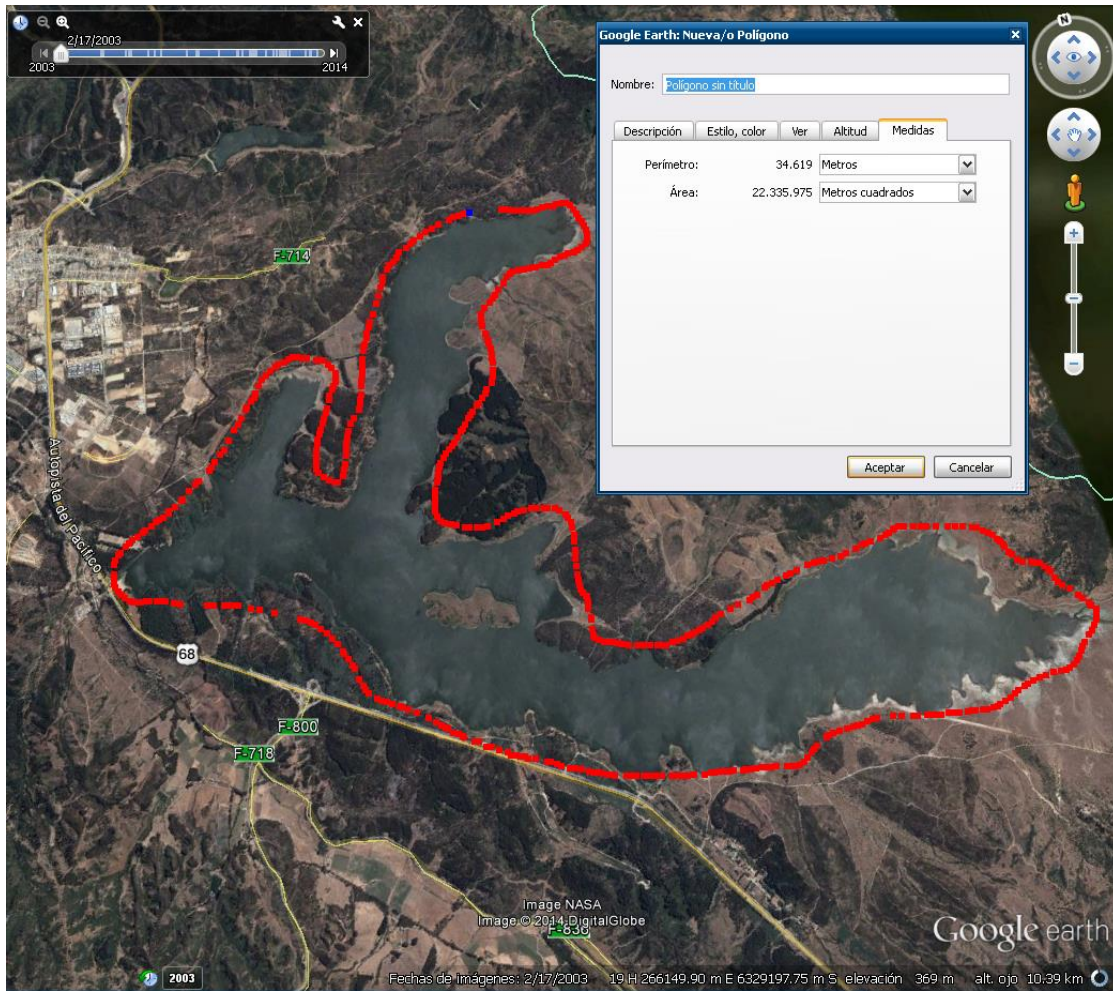 2/17/2003
2003
2014
Google Earth: Nueva/o Polígono
Nombre: Polígono sin título
Descripción Estilo, color Ver Altitud Medidas
Perímetro: 34.619 Metros
Área: 22.335.975 Metros cuadrados
Aceptar Cancelar
N
F-714
Autopista del Pacífico
68
F-800
F-718
Image NASA
Image © 2014 DigitalGlobe
F-830
Google earth
2003
Fechas de imágenes: 2/17/2003 19 H 266149.90 m E 6329197.75 m S elevación 369 m alt. ojo 10.39 km